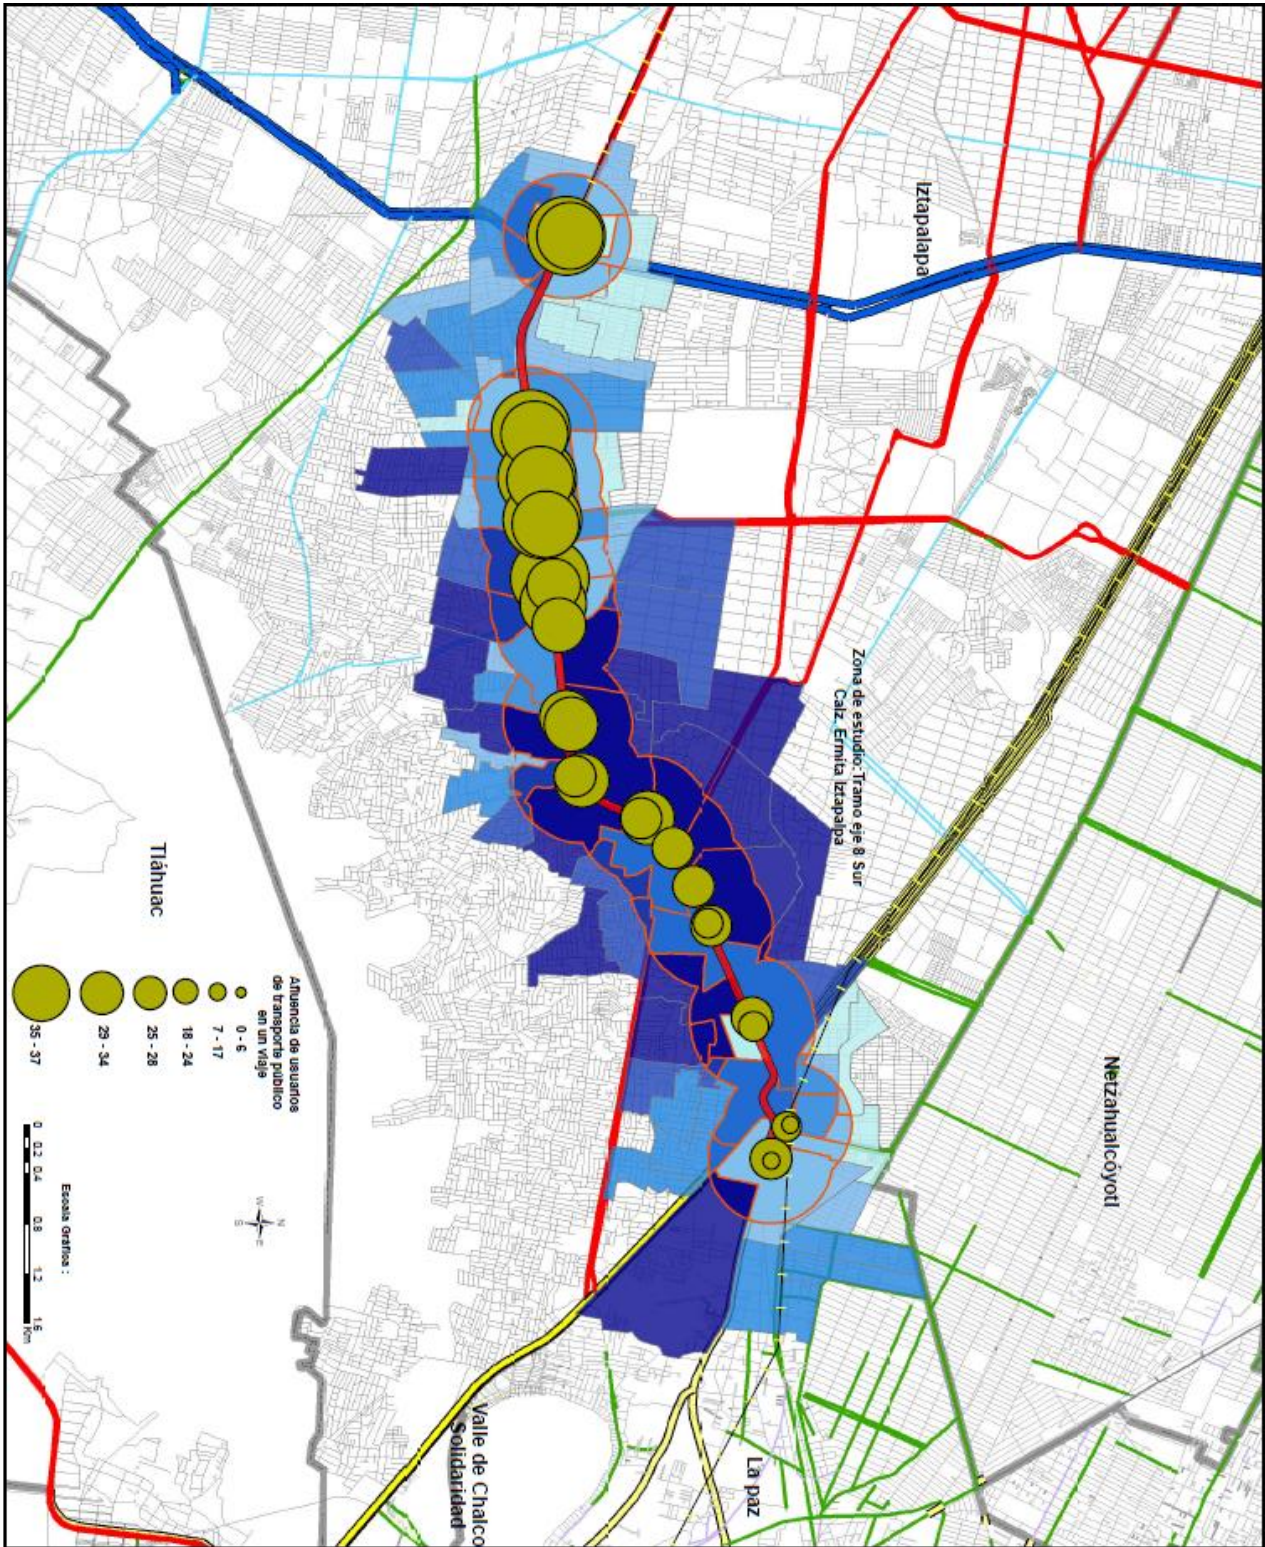 Iztapalapa
Zona de estudio: Tramo eje 8 Sur
Calz. Ermita Iztapalpa
Netzahualcóyotl
Tláhuac
La paz
Valle de Chalco
Solidaridad
Afluencia de usuarios
de transporte público
en un viaje
0 - 6
7 - 17
18 - 24
25 - 28
29 - 34
35 - 37
N
W E
S
Escala Gráfica :
0 0.2 0.4 0.8 1.2 1.6
Km